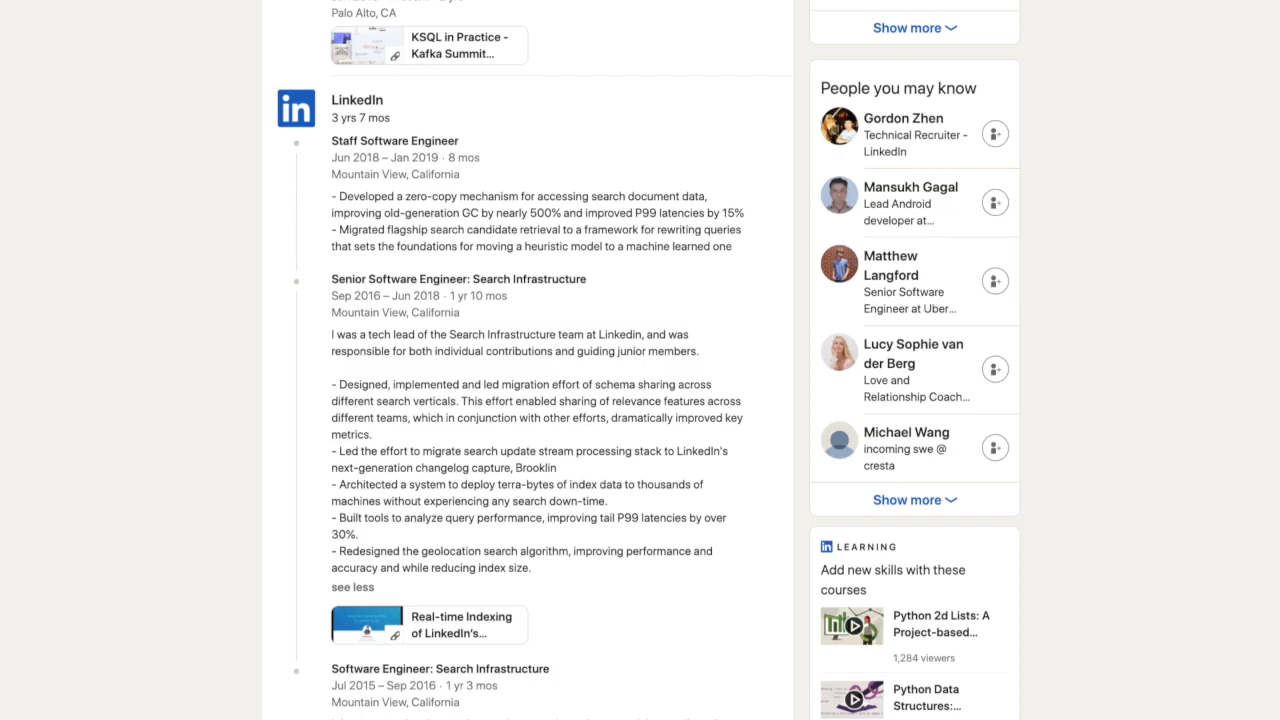 Palo Alto, CA
KSQL in Practice -
Kafka Summit...
in
LinkedIn
3 yrs 7 mos
Staff Software Engineer
Jun 2018 – Jan 2019 · 8 mos
Mountain View, California
- Developed a zero-copy mechanism for accessing search document data,
improving old-generation GC by nearly 500% and improved P99 latencies by 15%
- Migrated flagship search candidate retrieval to a framework for rewriting queries
that sets the foundations for moving a heuristic model to a machine learned one
Senior Software Engineer: Search Infrastructure
Sep 2016 – Jun 2018 · 1 yr 10 mos
Mountain View, California
I was a tech lead of the Search Infrastructure team at Linkedin, and was
responsible for both individual contributions and guiding junior members.
- Designed, implemented and led migration effort of schema sharing across
different search verticals. This effort enabled sharing of relevance features across
different teams, which in conjunction with other efforts, dramatically improved key
metrics.
- Led the effort to migrate search update stream processing stack to LinkedIn's
next-generation changelog capture, Brooklin
- Architected a system to deploy terra-bytes of index data to thousands of
machines without experiencing any search down-time.
- Built tools to analyze query performance, improving tail P99 latencies by over
30%.
- Redesigned the geolocation search algorithm, improving performance and
accuracy and while reducing index size.
see less
Real-time Indexing
of LinkedIn's...
Software Engineer: Search Infrastructure
Jul 2015 – Sep 2016 · 1 yr 3 mos
Mountain View, California
Show more
People you may know
Gordon Zhen
Technical Recruiter -
LinkedIn
Mansukh Gagal
Lead Android
developer at...
Matthew
Langford
Senior Software
Engineer at Uber...
Lucy Sophie van
der Berg
Love and
Relationship Coach...
Michael Wang
incoming swe @
cresta
Show more
in LEARNING
Add new skills with these
courses
Python 2d Lists: A
Project-based...
1,284 viewers
Python Data
Structures:...